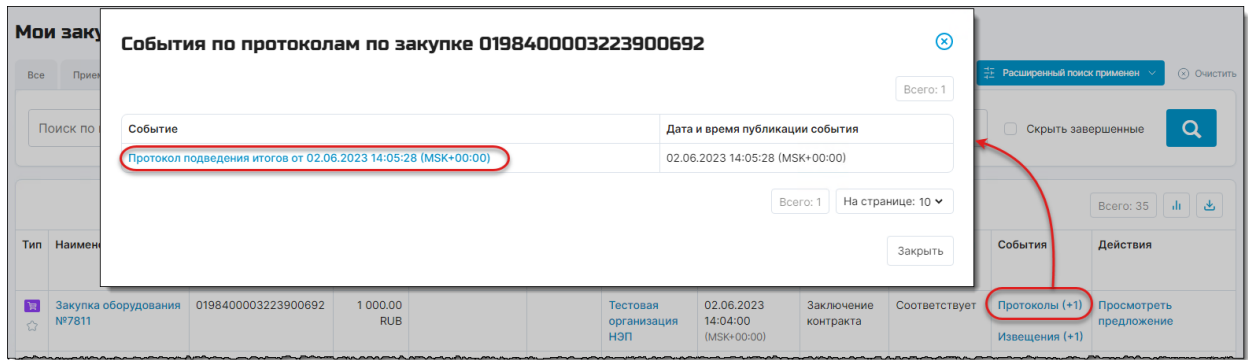 Мои заку
События по протоколам по закупке 0198400003223900692
Все
Прием
Расширенный поиск применен
Очистить
Всего: 1
Поиск по
Скрыть завершенные
Событие
Дата и время публикации события
Протокол подведения итогов от 02.06.2023 14:05:28 (MSK+00:00)
02.06.2023 14:05:28 (MSK+00:00)
Всего: 1
На странице: 10
Всего: 35
Закрыть
Тип
Наимено
События
Действия
Закупка оборудования
№7811
0198400003223900692
1 000.00
RUB
Тестовая
организация
НЭП
02.06.2023
14:04:00
(MSK+00:00)
Заключение
контракта
Соответствует
Протоколы (+1)
Извещения (+1)
Просмотреть
предложение